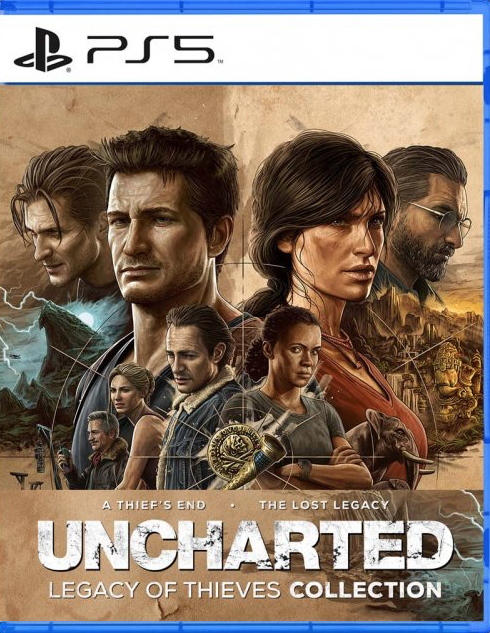 PS5
A THIEF'S END • THE LOST LEGACY
UNCHARTED
LEGACY OF THIEVES COLLECTION